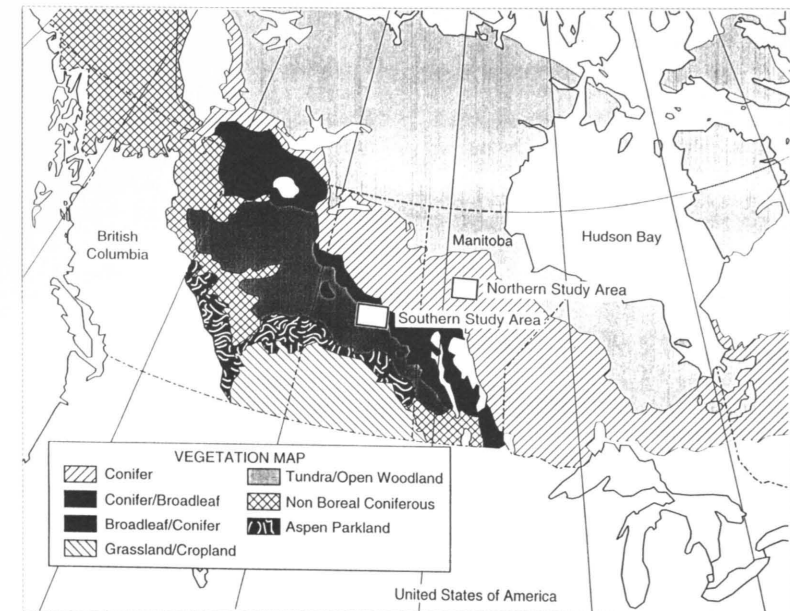 British
Columbia
Manitoba
Hudson Bay
Northern Study Area
Southern Study Area
VEGETATION MAP
Conifer
Conifer/Broadleaf
Broadleaf/Conifer
Grassland/Cropland
Tundra/Open Woodland
Non Boreal Coniferous
Aspen Parkland
United States of America